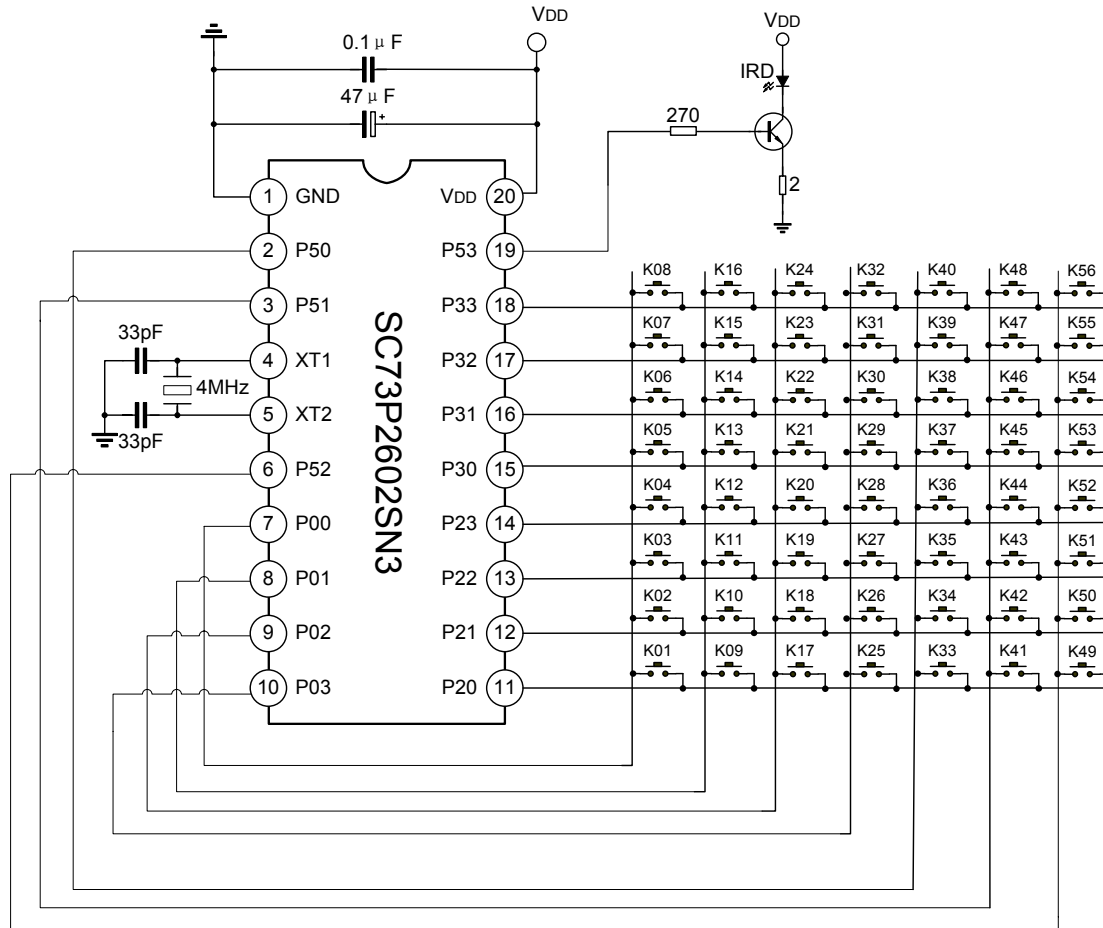 VDD
VDD
0.1μF
IRD
47μF
+
270
2
1 GND VDD 20
2 P50 P53 19
3 P51 P33 18
4 XT1 P32 17
5 XT2 P31 16
6 P52 P30 15
7 P00 P23 14
8 P01 P22 13
9 P02 P21 12
10 P03 P20 11
SC73P2602SN3
33pF
4MHz
33pF
K08 K16 K24 K32 K40 K48 K56
K07 K15 K23 K31 K39 K47 K55
K06 K14 K22 K30 K38 K46 K54
K05 K13 K21 K29 K37 K45 K53
K04 K12 K20 K28 K36 K44 K52
K03 K11 K19 K27 K35 K43 K51
K02 K10 K18 K26 K34 K42 K50
K01 K09 K17 K25 K33 K41 K49